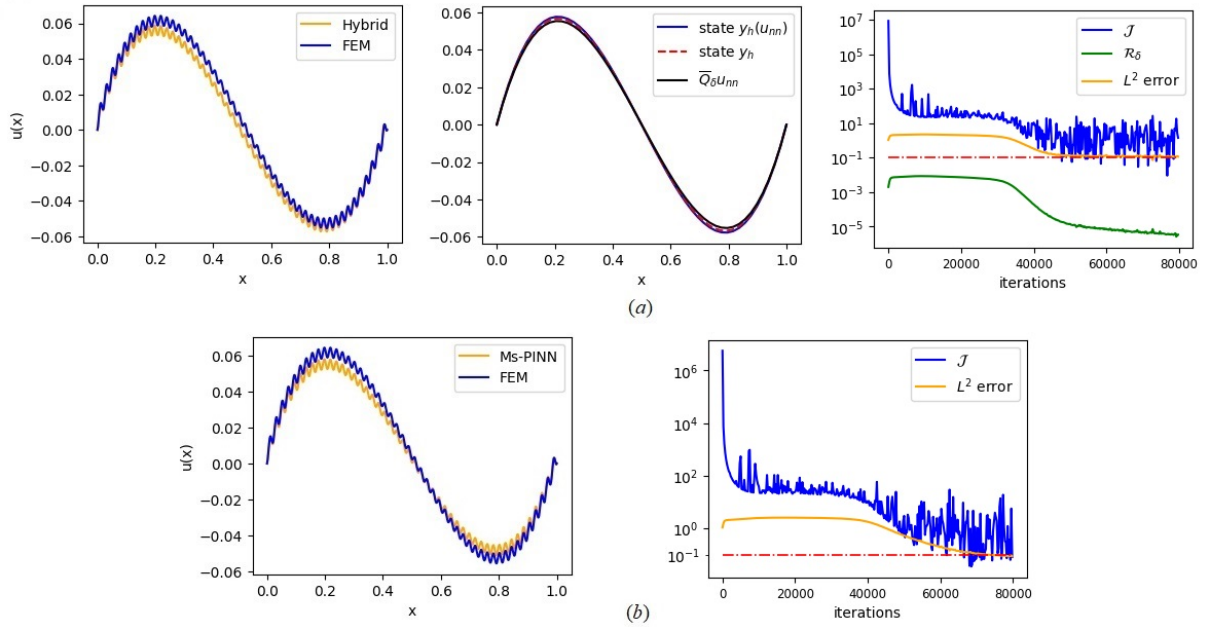 0.06
0.04
0.02
0.00
−0.02
−0.04
−0.06
u(x)
0.0 0.2 0.4 0.6 0.8 1.0
x
Hybrid
FEM
0.06
0.04
0.02
0.00
−0.02
−0.04
−0.06
0.0 0.2 0.4 0.6 0.8 1.0
x
state y_h(u_{nn})
state y_h
Q̅_δ u_{nn}
10^7
10^5
10^3
10^1
10^{−1}
10^{−3}
10^{−5}
0 20000 40000 60000 80000
iterations
𝒥
ℛ_δ
L^2 error
(a)
0.06
0.04
0.02
0.00
−0.02
−0.04
−0.06
u(x)
0.0 0.2 0.4 0.6 0.8 1.0
x
Ms-PINN
FEM
10^6
10^4
10^2
10^0
10^{−1}
0 20000 40000 60000 80000
iterations
𝒥
L^2 error
(b)